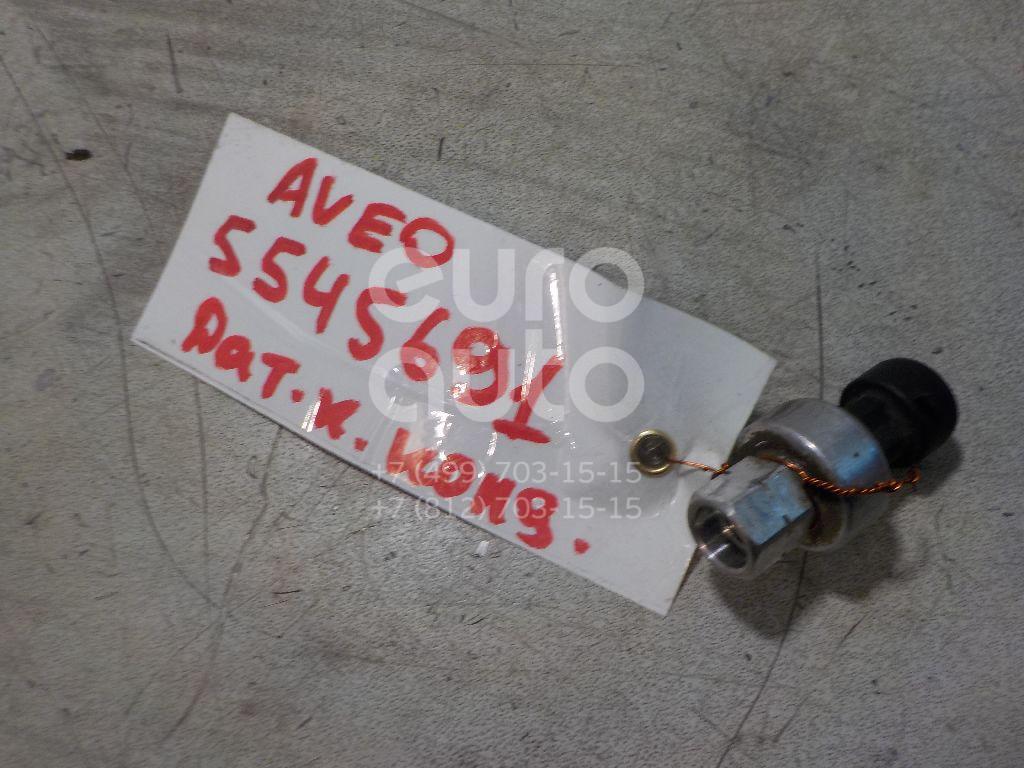 AVEO
5545691
Дат. к. конд.
euro
auto
+7 (499) 703-15-15
+7 (812) 703-15-15